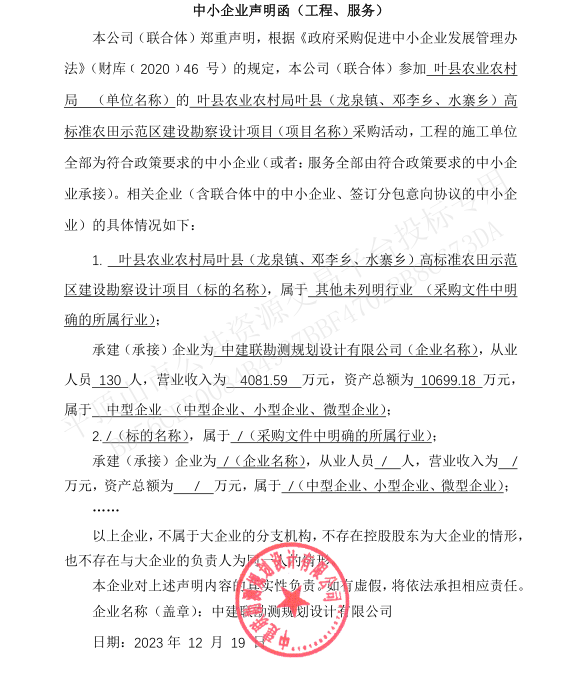 中小企业声明函（工程、服务）
本公司（联合体）郑重声明，根据《政府采购促进中小企业发展管理办
法》（财库﹝2020﹞46 号）的规定，本公司（联合体）参加 叶县农业农村
局 （单位名称）的 叶县农业农村局叶县（龙泉镇、邓李乡、水寨乡）高
标准农田示范区建设勘察设计项目（项目名称）采购活动，工程的施工单位
全部为符合政策要求的中小企业（或者：服务全部由符合政策要求的中小企
业承接）。相关企业（含联合体中的中小企业、签订分包意向协议的中小企
业）的具体情况如下：
1. 叶县农业农村局叶县（龙泉镇、邓李乡、水寨乡）高标准农田示范
区建设勘察设计项目（标的名称），属于 其他未列明行业 （采购文件中明
确的所属行业）；
承建（承接）企业为 中建联勘测规划设计有限公司（企业名称），从业
人员 130 人，营业收入为 4081.59 万元，资产总额为 10699.18 万元，
属于 中型企业 （中型企业、小型企业、微型企业）；
2. /（标的名称），属于 /（采购文件中明确的所属行业）；
承建（承接）企业为 /（企业名称），从业人员 / 人，营业收入为 /
万元，资产总额为 / 万元，属于 /（中型企业、小型企业、微型企业）；
……
以上企业，不属于大企业的分支机构，不存在控股股东为大企业的情形，
也不存在与大企业的负责人为同一人的情形。
本企业对上述声明内容的真实性负责。如有虚假，将依法承担相应责任。
企业名称（盖章）：中建联勘测规划设计有限公司
日期：2023 年 12 月 19 日
中建联勘测规划设计有限公司